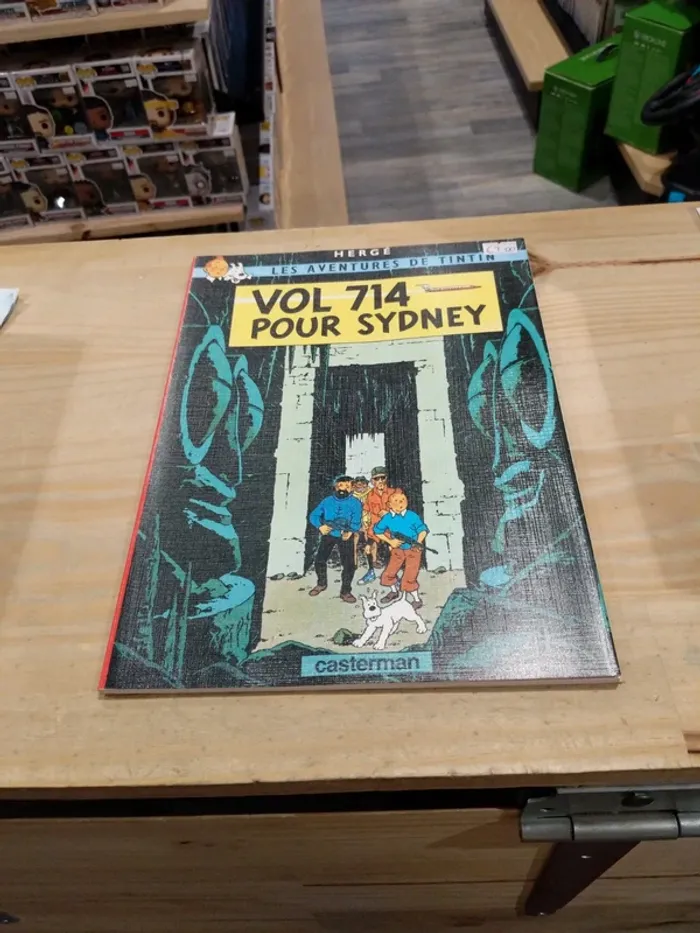 HERGÉ
LES AVENTURES DE TINTIN
VOL 714
POUR SYDNEY
casterman